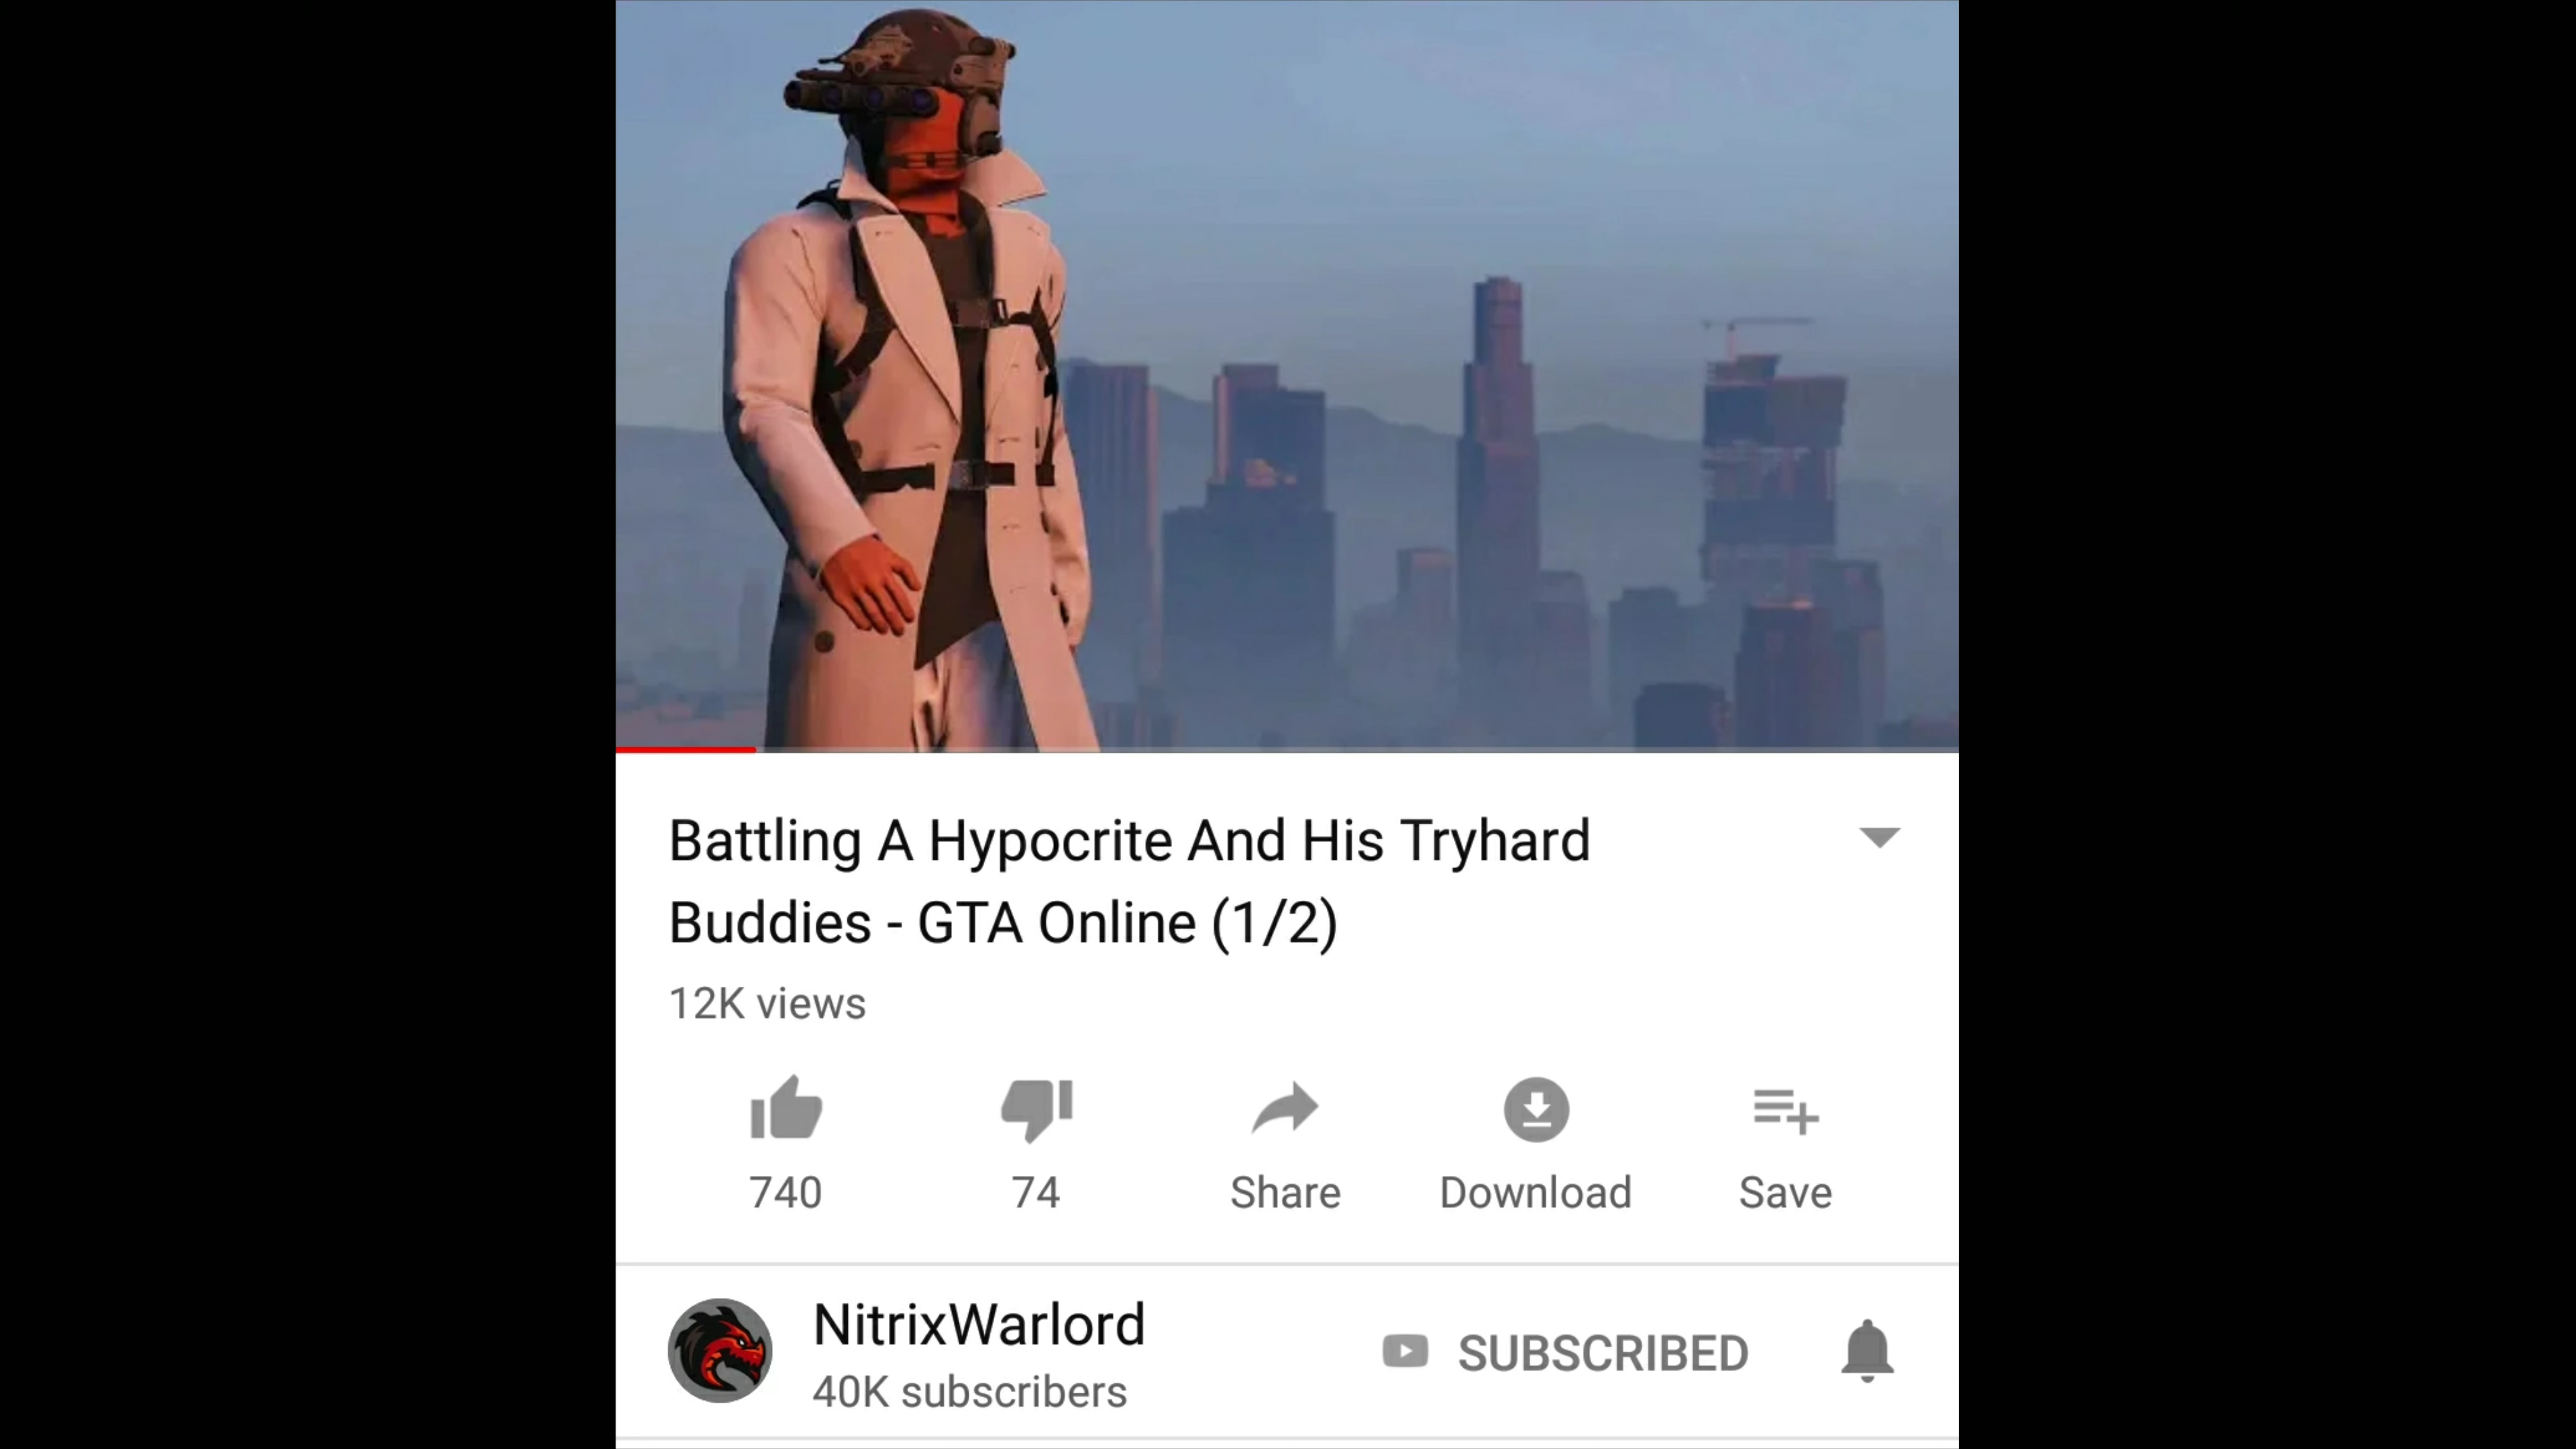 Battling A Hypocrite And His Tryhard
Buddies - GTA Online (1/2)
12K views
740
74
Share
Download
Save
NitrixWarlord
40K subscribers
SUBSCRIBED